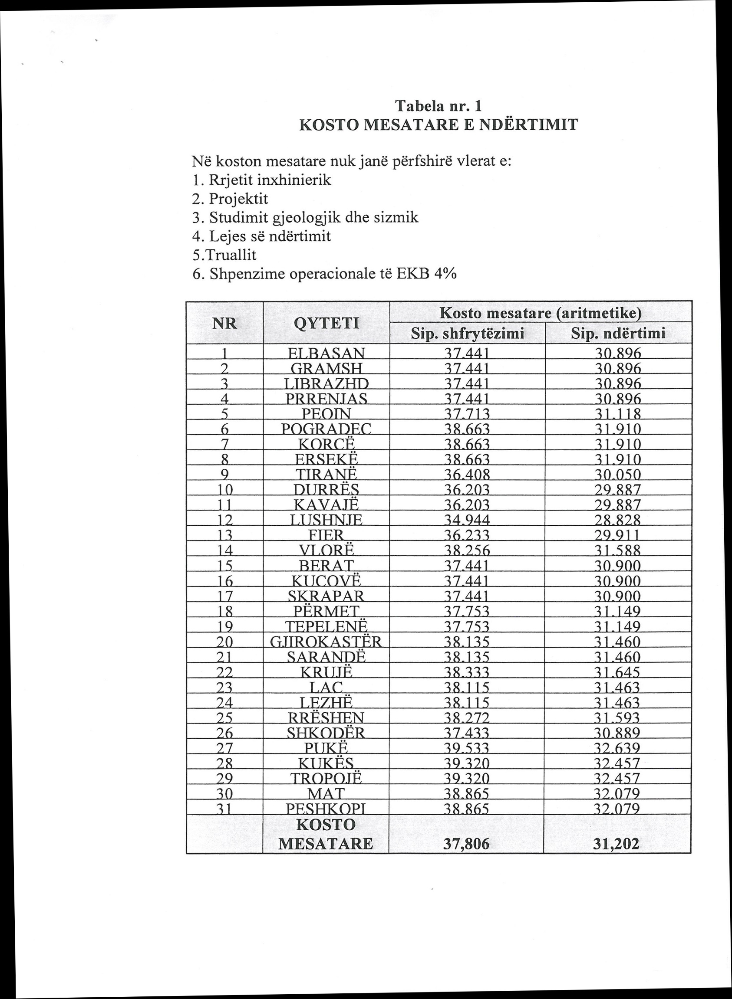 Tabela nr. 1
KOSTO MESATARE E NDËRTIMIT
Në koston mesatare nuk janë përfshirë vlerat e:
1. Rrjetit inxhinierik
2. Projektit
3. Studimit gjeologjik dhe sizmik
4. Lejes së ndërtimit
5.Truallit
6. Shpenzime operacionale të EKB 4%
NR QYTETI Kosto mesatare (aritmetike)
Sip. shfrytëzimi Sip. ndërtimi
1 ELBASAN 37.441 30.896
2 GRAMSH 37.441 30.896
3 LIBRAZHD 37.441 30.896
4 PRRENJAS 37.441 30.896
5 PEQIN 37.713 31.118
6 POGRADEC 38.663 31.910
7 KORCË 38.663 31.910
8 ERSEKË 38.663 31.910
9 TIRANË 36.408 30.050
10 DURRËS 36.203 29.887
11 KAVAJË 36.203 29.887
12 LUSHNJE 34.944 28.828
13 FIER 36.233 29.911
14 VLORË 38.256 31.588
15 BERAT 37.441 30.900
16 KUCOVË 37.441 30.900
17 SKRAPAR 37.441 30.900
18 PËRMET 37.753 31.149
19 TEPELENË 37.753 31.149
20 GJIROKASTËR 38.135 31.460
21 SARANDË 38.135 31.460
22 KRUJË 38.333 31.645
23 LAC 38.115 31.463
24 LEZHË 38.115 31.463
25 RRËSHEN 38.272 31.593
26 SHKODËR 37.433 30.889
27 PUKË 39.533 32.639
28 KUKËS 39.320 32.457
29 TROPOJË 39.320 32.457
30 MAT 38.865 32.079
31 PESHKOPI 38.865 32.079
KOSTO
MESATARE 37,806 31,202